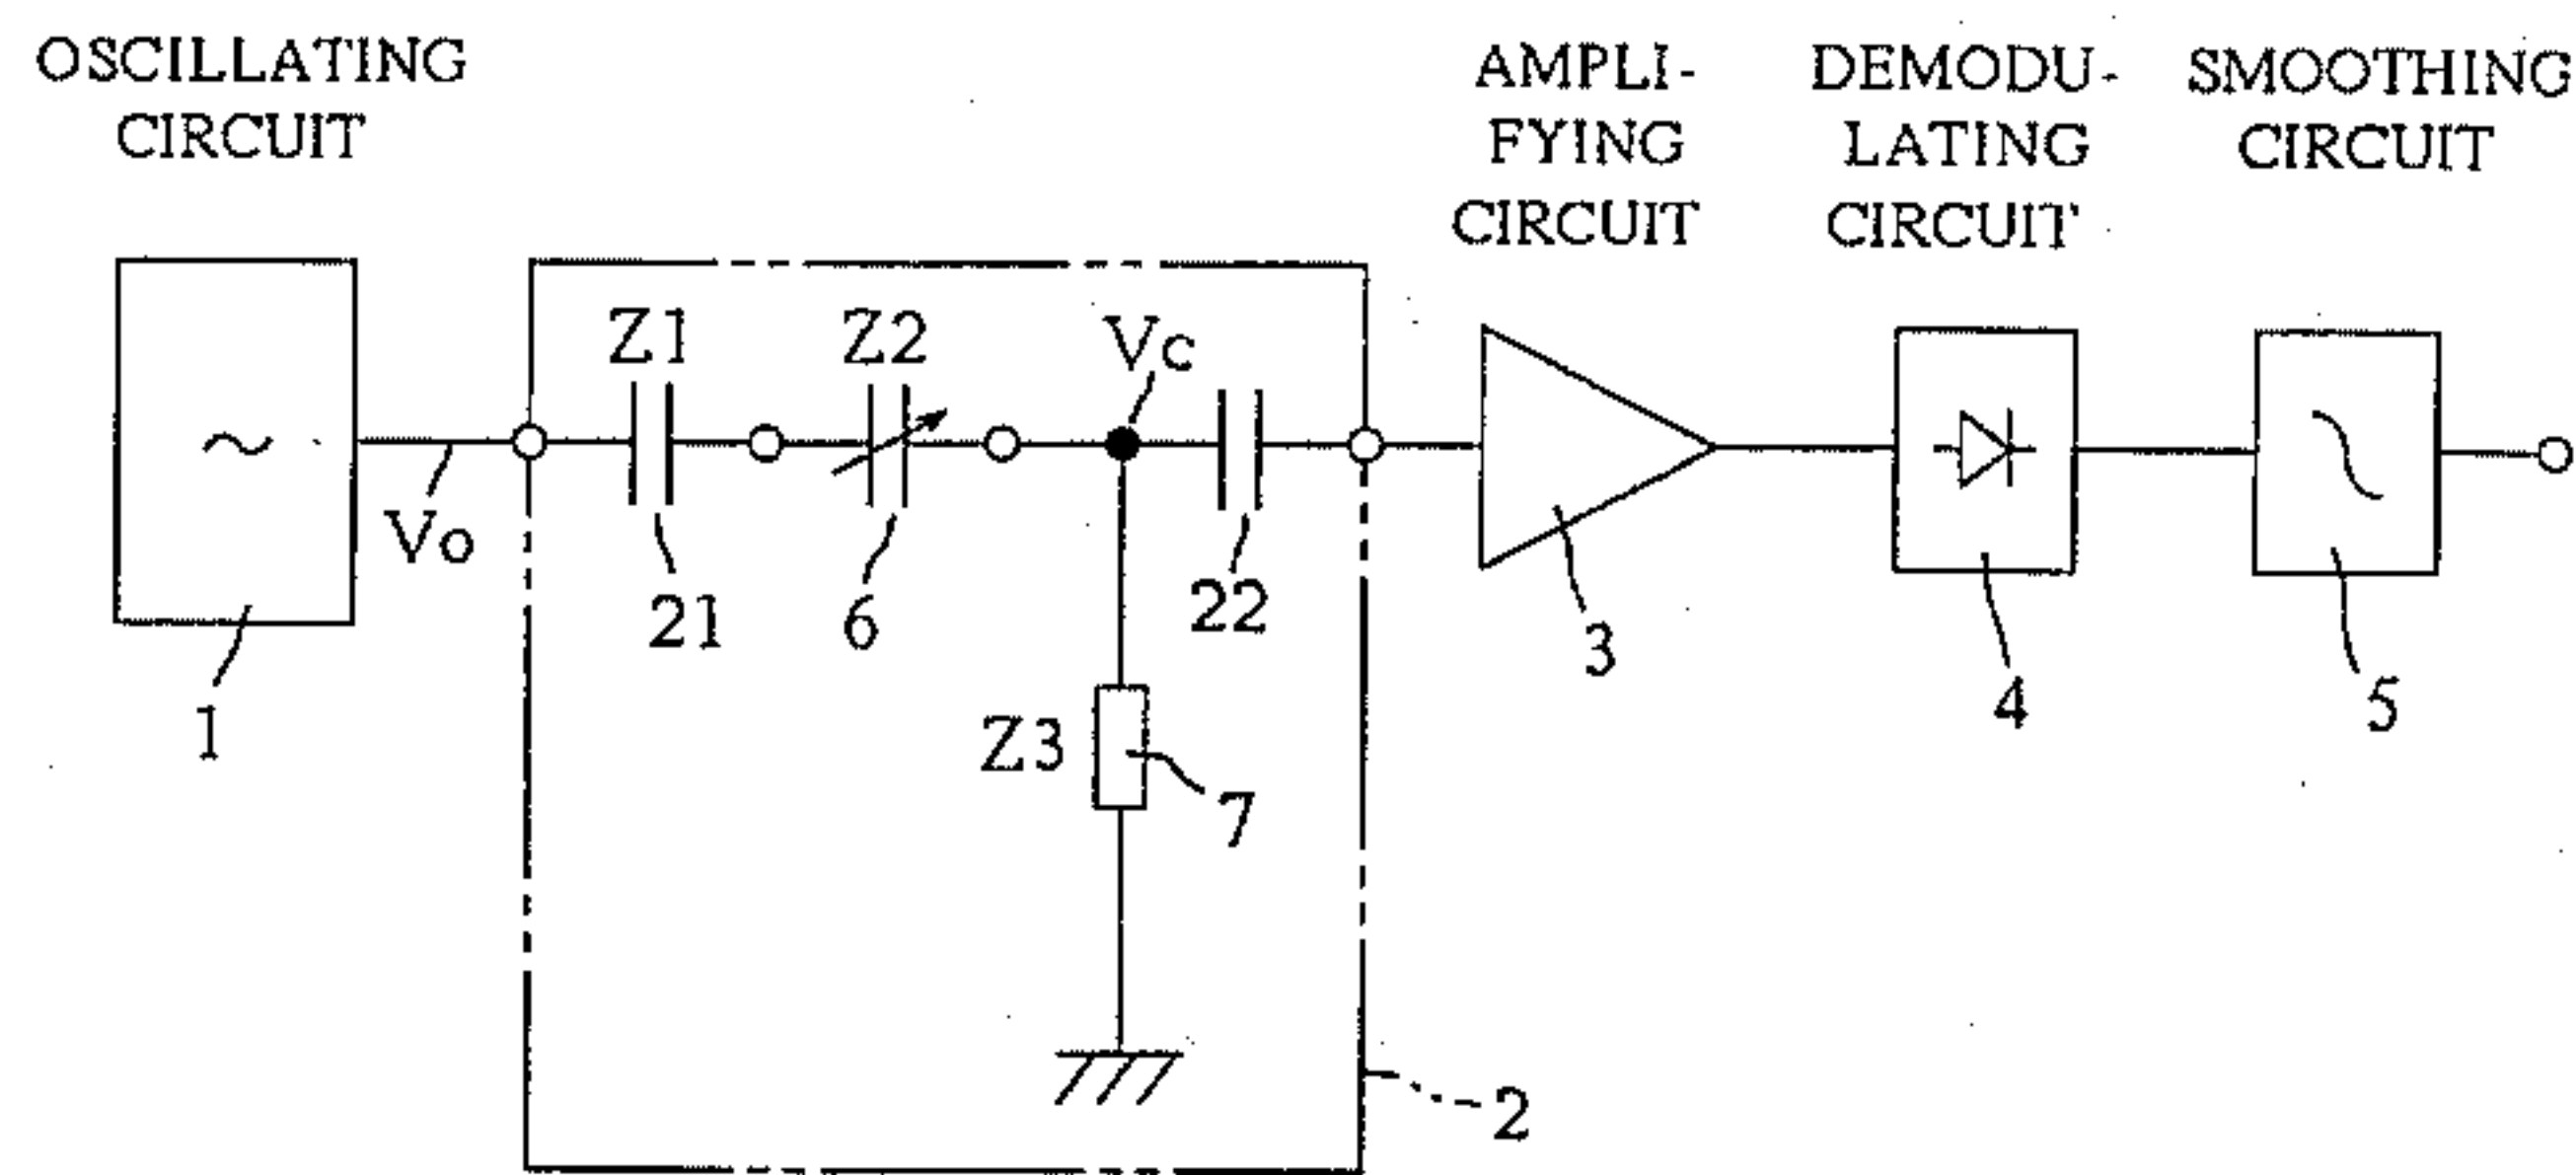 OSCILLATING
CIRCUIT
AMPLI-
FYING
CIRCUIT
DEMODU-
LATING
CIRCUIT
SMOOTHING
CIRCUIT
Z1
Z2
Vc
Vo
21
6
22
3
4
5
1
Z3
7
2